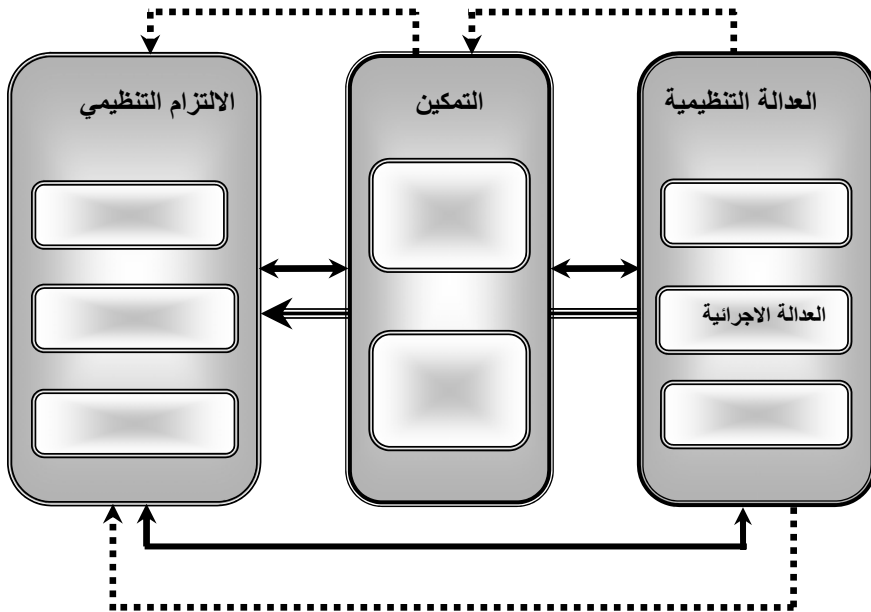 العدالة التنظيمية
التمكين
الالتزام التنظيمي
العدالة الاجرائية